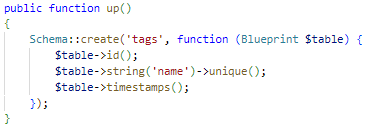 public function up()
{
    Schema::create('tags', function (Blueprint $table) {
        $table->id();
        $table->string('name')->unique();
        $table->timestamps();
    });
}